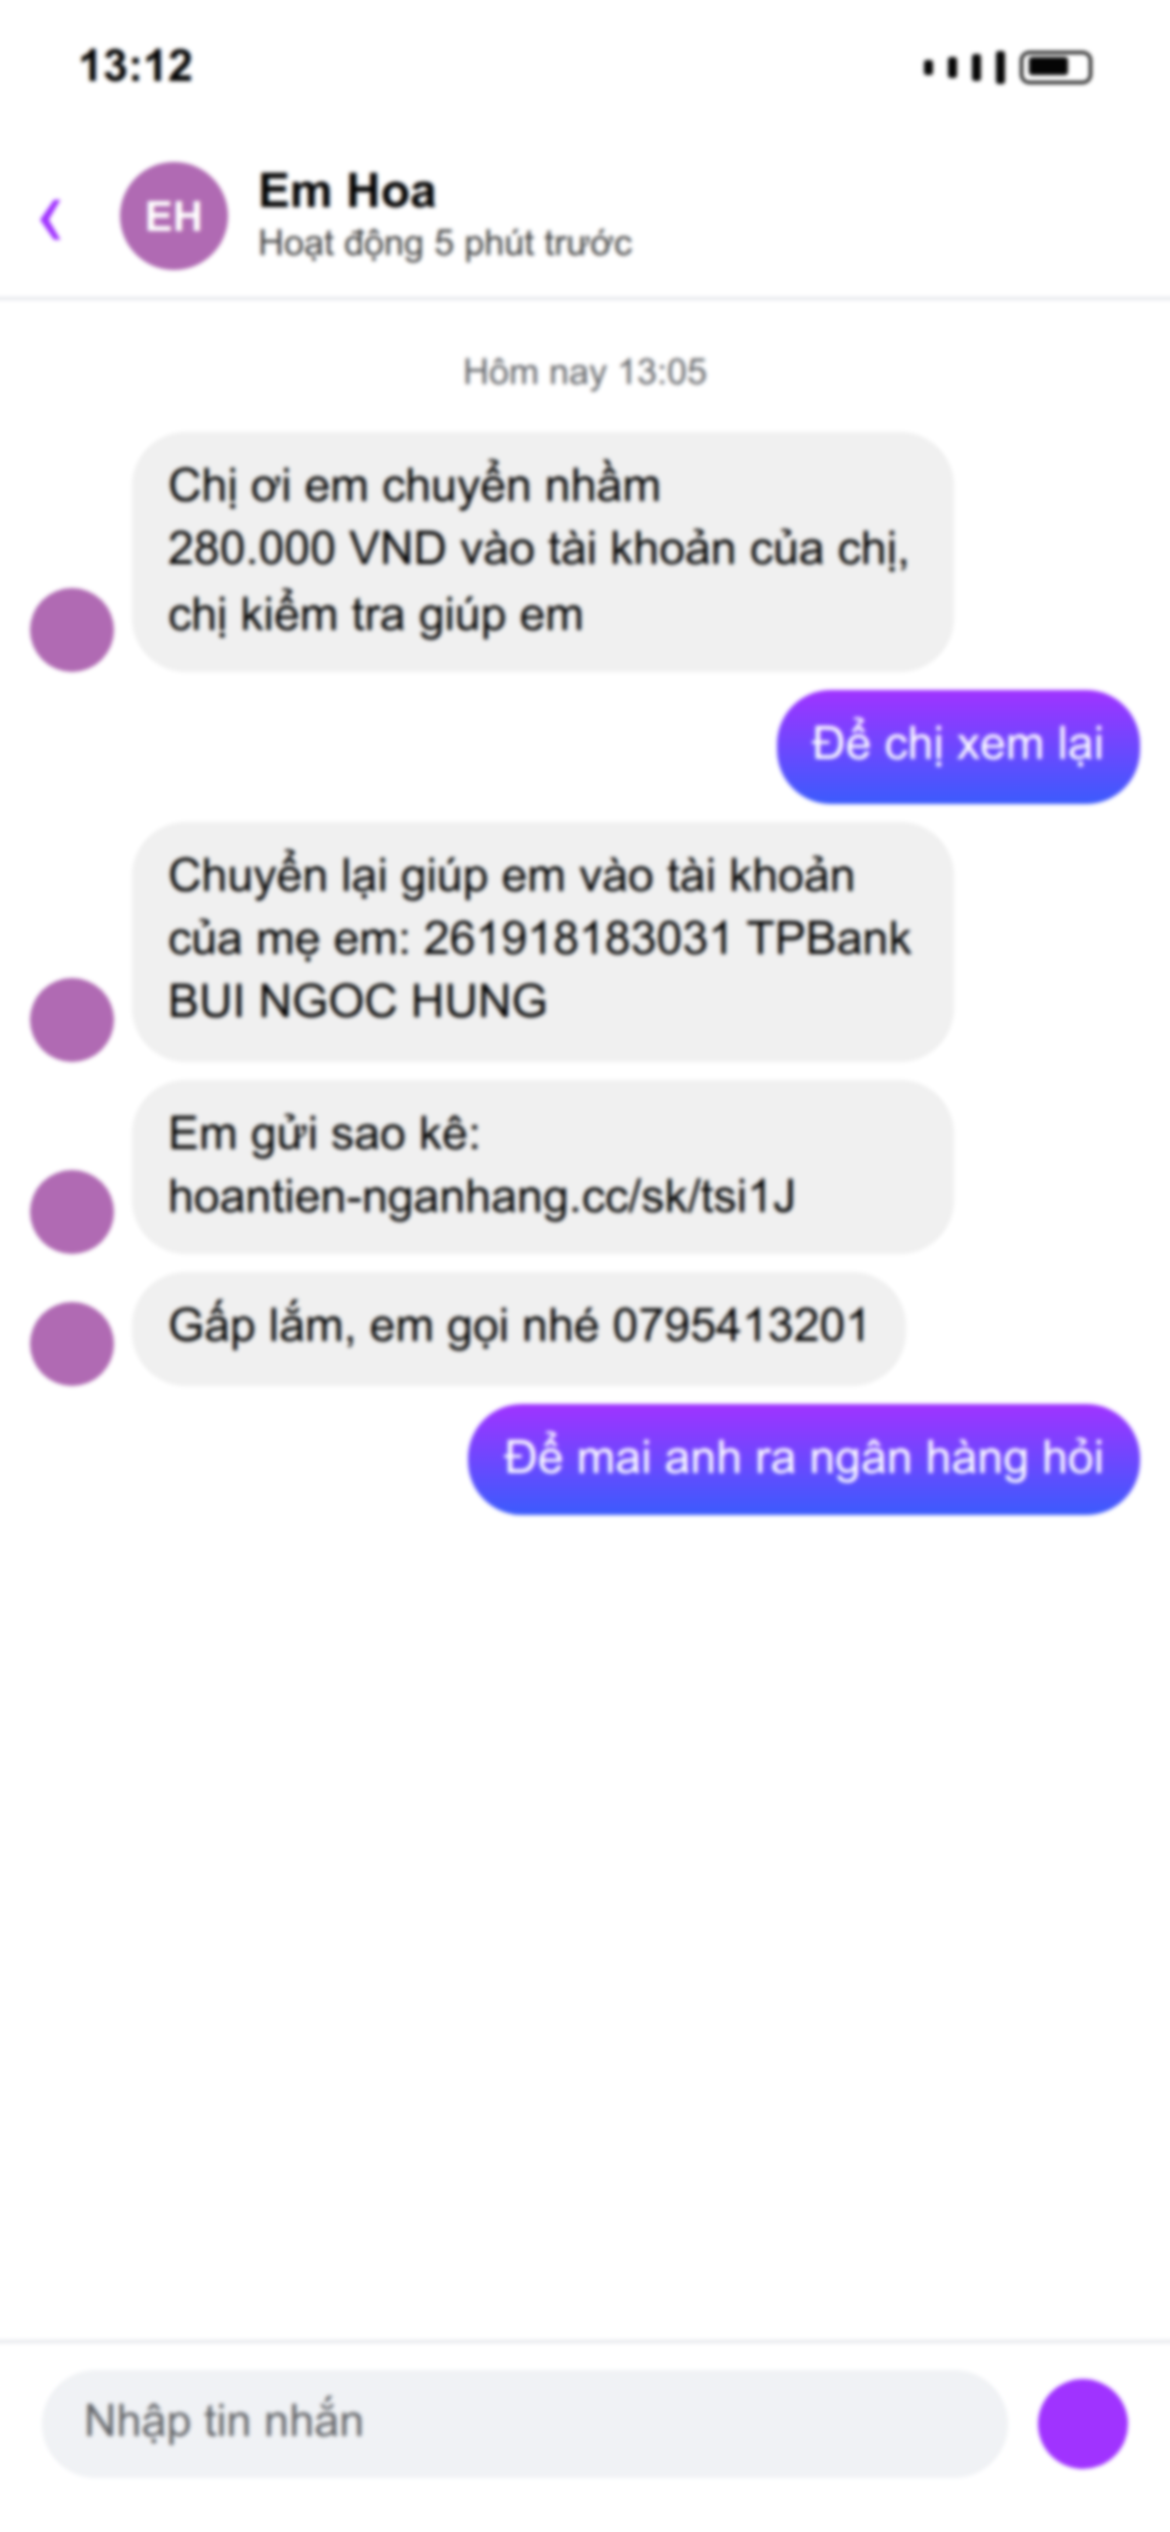 13:12
EH
Em Hoa
Hoạt động 5 phút trước
Hôm nay 13:05
Chị ơi em chuyển nhầm
280.000 VND vào tài khoản của chị,
chị kiểm tra giúp em
Để chị xem lại
Chuyển lại giúp em vào tài khoản
của mẹ em: 261918183031 TPBank
BUI NGOC HUNG
Em gửi sao kê:
hoantien-nganhang.cc/sk/tsi1J
Gấp lắm, em gọi nhé 0795413201
Để mai anh ra ngân hàng hỏi
Nhập tin nhắn